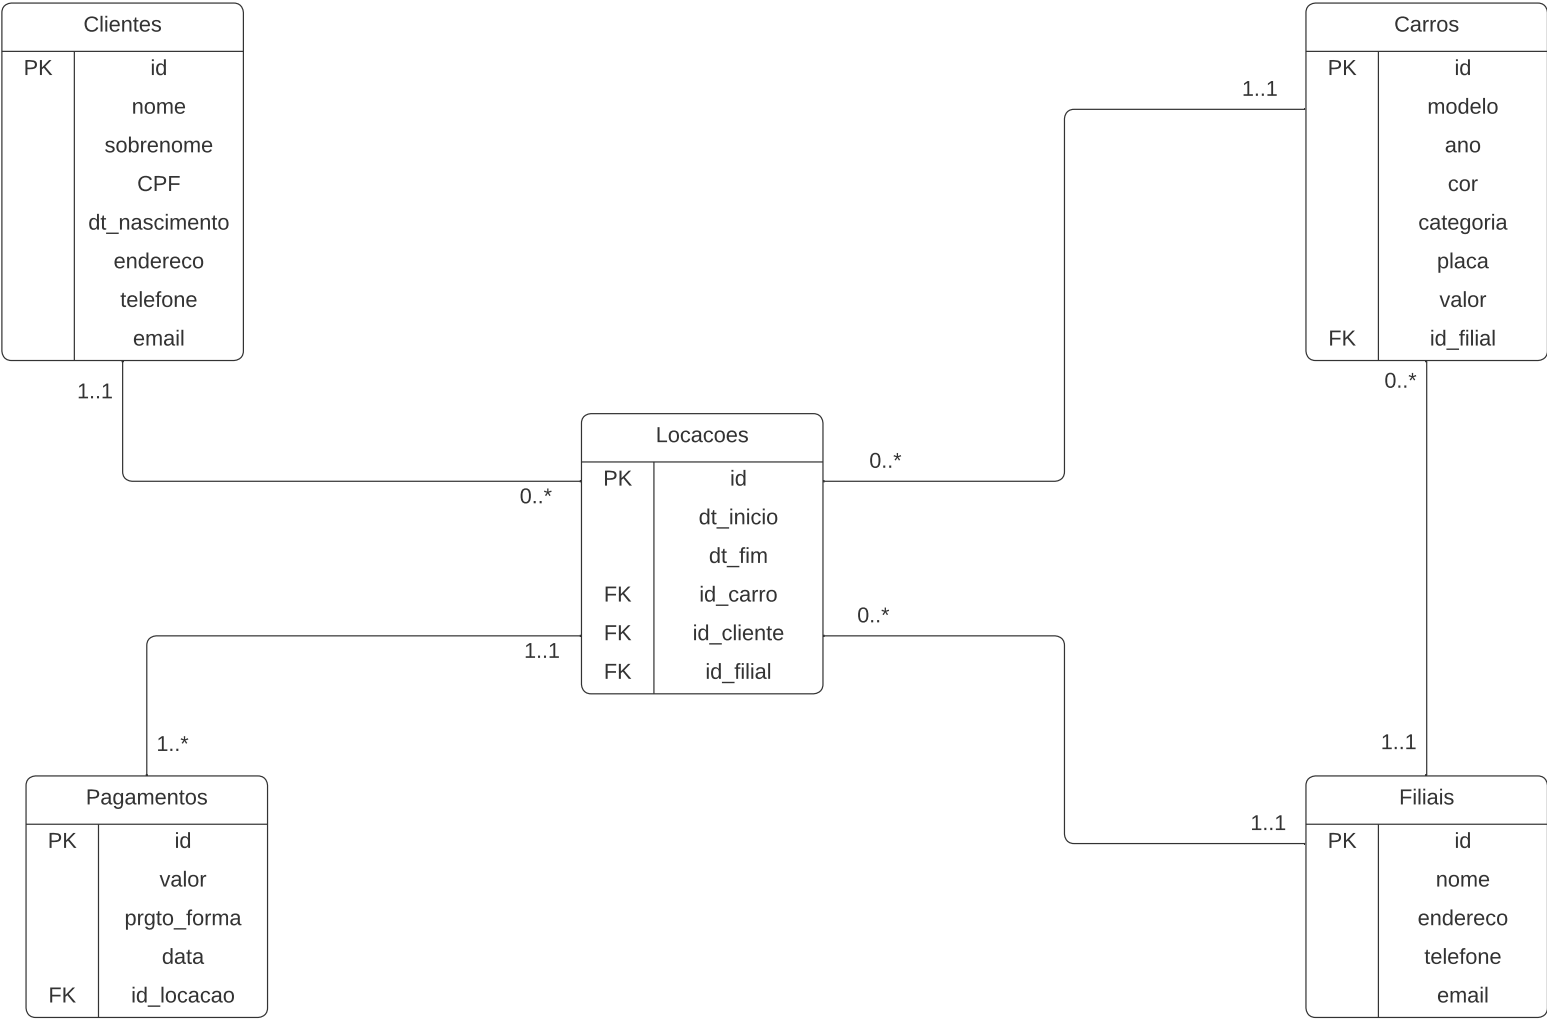 Clientes
PK id
nome
sobrenome
CPF
dt_nascimento
endereco
telefone
email
1..1
0..*
Carros
PK id
modelo
ano
cor
categoria
placa
valor
FK id_filial
1..1
0..*
0..*
1..1
Locacoes
PK id
dt_inicio
dt_fim
FK id_carro
FK id_cliente
FK id_filial
0..*
1..1
1..1
1..*
Pagamentos
PK id
valor
prgto_forma
data
FK id_locacao
Filiais
PK id
nome
endereco
telefone
email